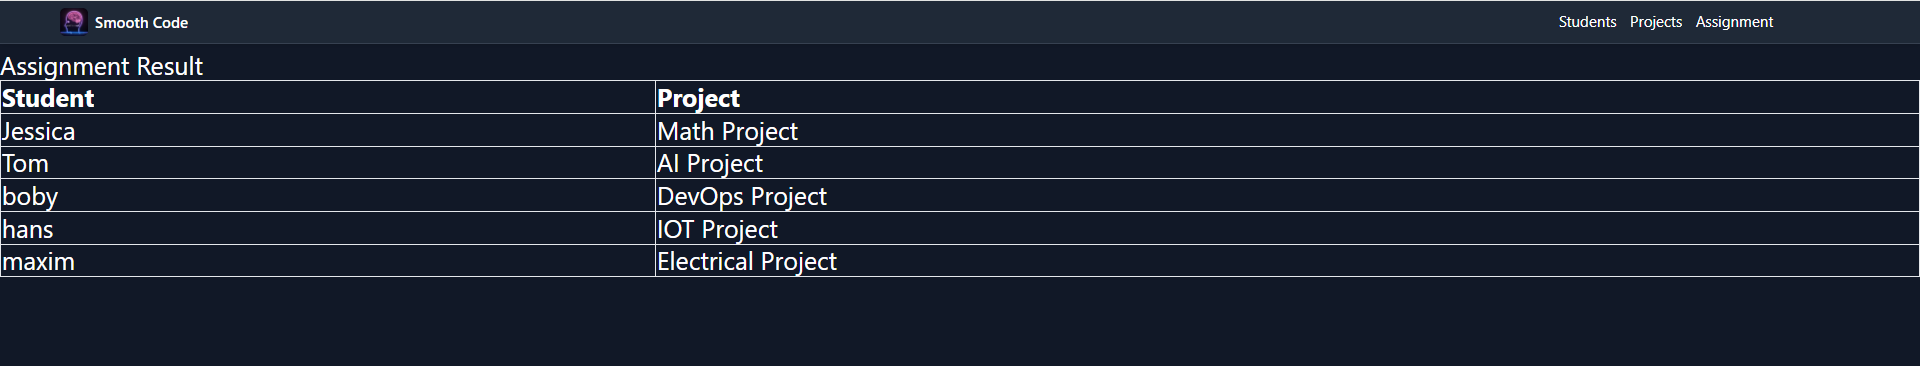 Smooth Code Students Projects Assignment
Assignment Result
Student Project
Jessica Math Project
Tom AI Project
boby DevOps Project
hans IOT Project
maxim Electrical Project